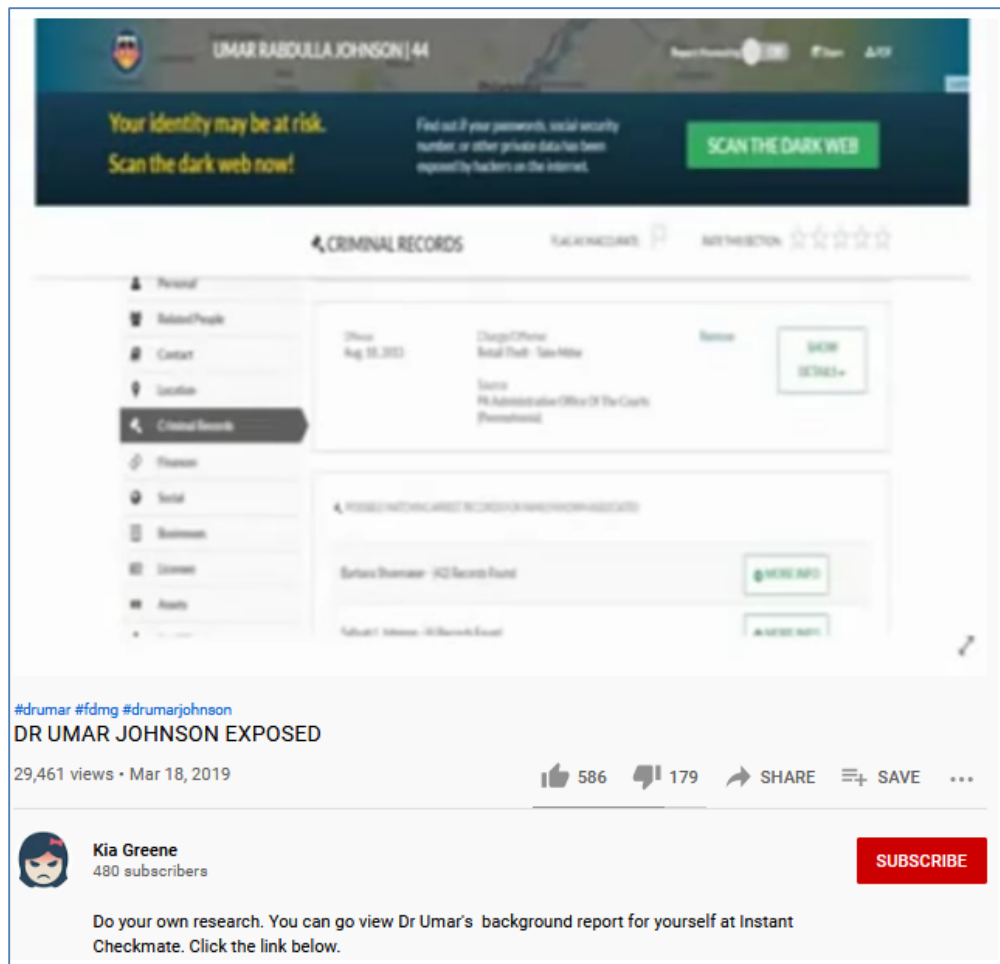 UMAR RABDULLA JOHNSON | 44
Philadelphia
Your identity may be at risk.
Scan the dark web now!
Find out if your passwords, social security
number, or other private data has been
exposed by hackers on the internet.
SCAN THE DARK WEB
CRIMINAL RECORDS
FLAG AS INACCURATE
RATE THIS SECTION
Personal
Related People
Contact
Location
Criminal Records
Finances
Social
Businesses
Licenses
Assets
Offense
Charge/Offense
Retail Theft - Take Mdse
Source
PA Administrative Office Of The Courts
(Pennsylvania)
Remove
SHOW
DETAILS
Records Found
MORE INFO
MORE INFO
#drumar #fdmg #drumarjohnson
DR UMAR JOHNSON EXPOSED
29,461 views • Mar 18, 2019
586
179
SHARE
SAVE
Kia Greene
480 subscribers
SUBSCRIBE
Do your own research. You can go view Dr Umar's background report for yourself at Instant
Checkmate. Click the link below.